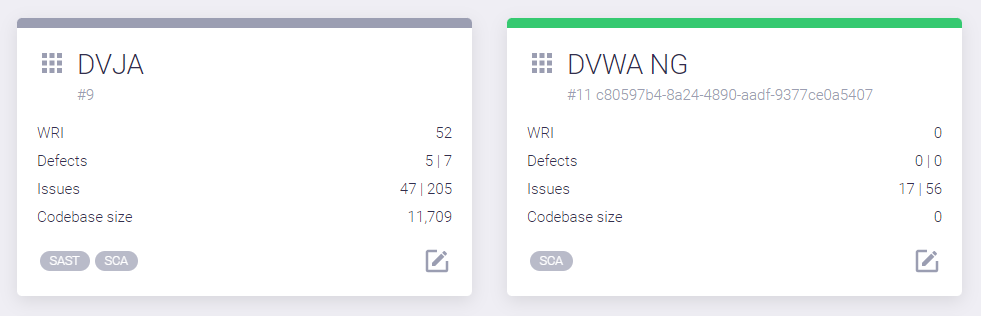 DVJA
#9
WRI 52
Defects 5 | 7
Issues 47 | 205
Codebase size 11,709
SAST SCA
DVWA NG
#11 c80597b4-8a24-4890-aadf-9377ce0a5407
WRI 0
Defects 0 | 0
Issues 17 | 56
Codebase size 0
SCA